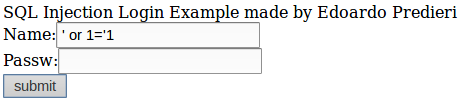 SQL Injection Login Example made by Edoardo Predieri
Name: ' or 1='1
Passw:
submit